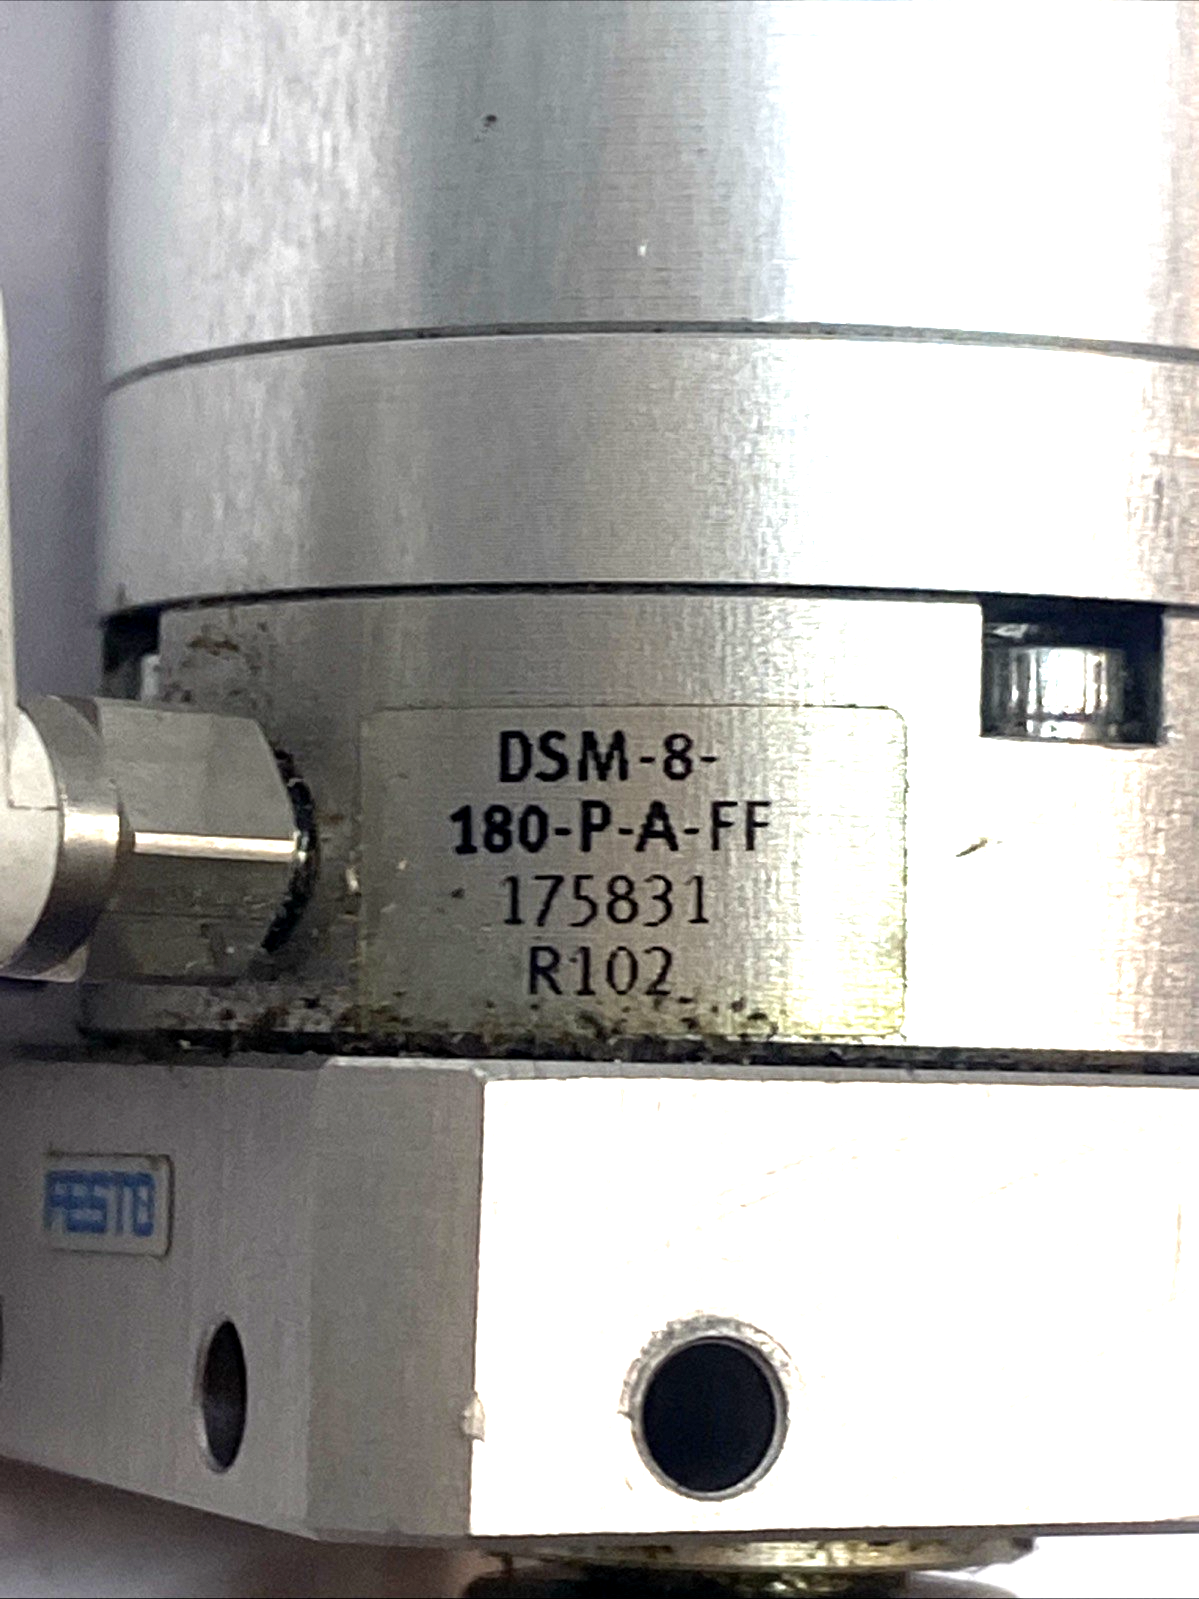 DSM-8-
180-P-A-FF
175831
R102
FESTO